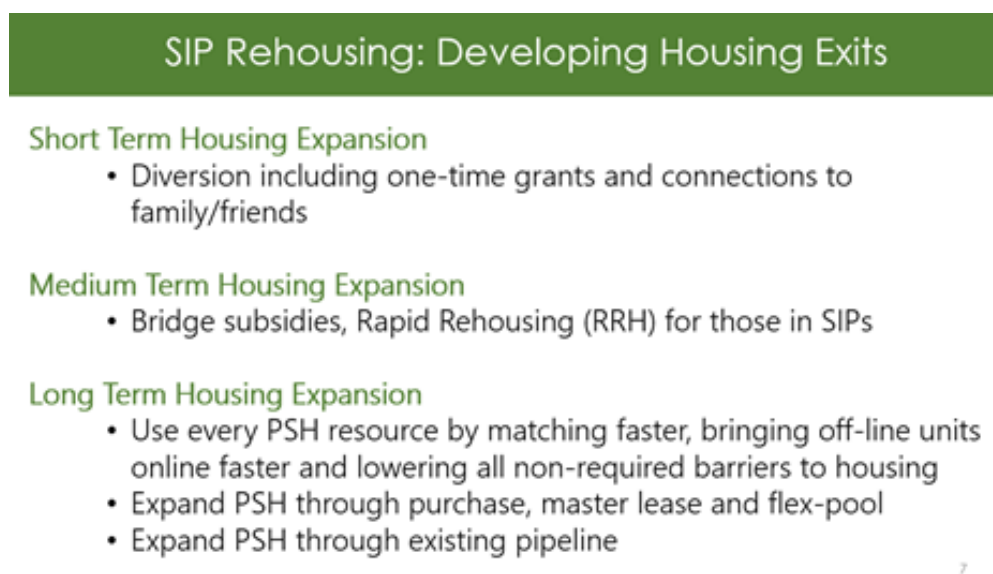 SIP Rehousing: Developing Housing Exits
Short Term Housing Expansion
• Diversion including one-time grants and connections to
family/friends
Medium Term Housing Expansion
• Bridge subsidies, Rapid Rehousing (RRH) for those in SIPs
Long Term Housing Expansion
• Use every PSH resource by matching faster, bringing off-line units
online faster and lowering all non-required barriers to housing
• Expand PSH through purchase, master lease and flex-pool
• Expand PSH through existing pipeline
7